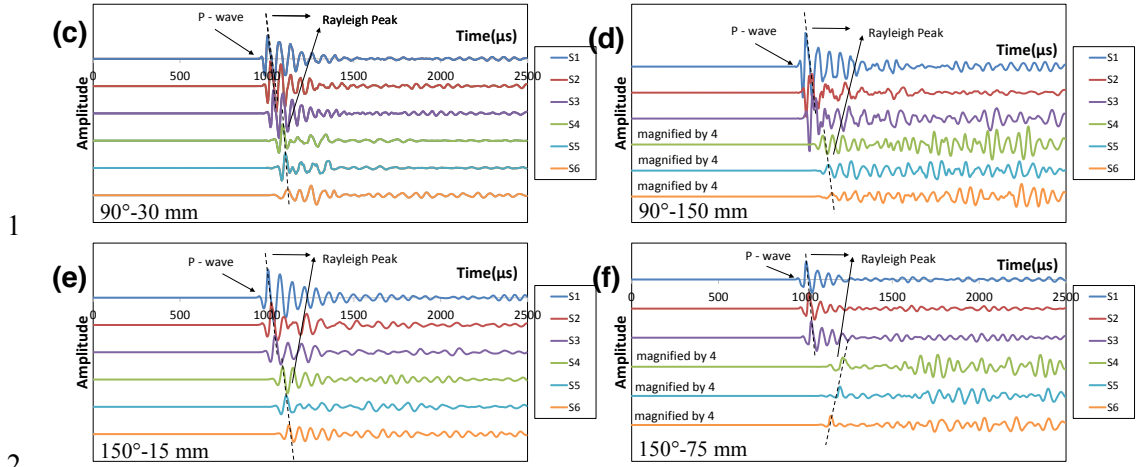 (c)
P - wave
Rayleigh Peak
Time(µs)
0 500 1000 1500 2000 2500
Amplitude
S1
S2
S3
S4
S5
S6
90°-30 mm
(d)
P - wave
Rayleigh Peak
Time(µs)
0 500 1000 1500 2000 2500
Amplitude
magnified by 4
magnified by 4
magnified by 4
S1
S2
S3
S4
S5
S6
90°-150 mm
1
(e)
P - wave
Rayleigh Peak
Time(µs)
0 500 1000 1500 2000 2500
Amplitude
S1
S2
S3
S4
S5
S6
150°-15 mm
(f)
P - wave
Rayleigh Peak
Time(µs)
0 500 1000 1500 2000 2500
Amplitude
magnified by 4
magnified by 4
magnified by 4
S1
S2
S3
S4
S5
S6
150°-75 mm
2